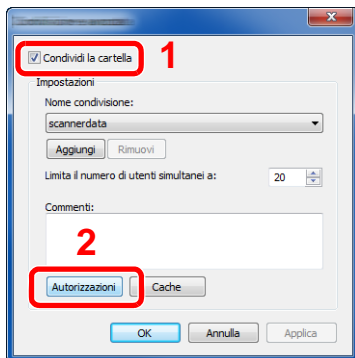 Condividi la cartella
1
Impostazioni
Nome condivisione:
scannerdata
Aggiungi Rimuovi
Limita il numero di utenti simultanei a: 20
Commenti:
2
Autorizzazioni Cache
OK Annulla Applica